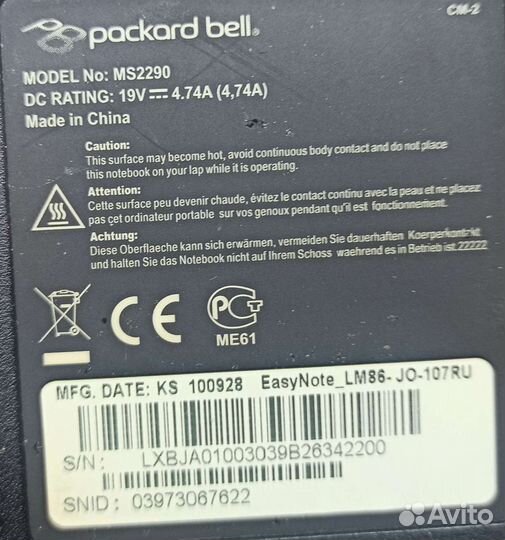 CM-2
packard bell®
MODEL No: MS2290
DC RATING: 19V⎓4.74A (4,74A)
Made in China
Caution:
This surface may become hot, avoid continuous body contact and do not place
this notebook on your lap while it is operating.
Attention:
Cette surface peu devenir chaude, évitez le contact continu avec la peau et ne placez
pas cet ordinateur portable sur vos genoux pendant qu'il est fonctionnement.
Achtung:
Diese Oberflaeche kann sich erwärmen, vermeiden Sie dauerhaften Koerperkontakt
und halten Sie das Notebook nicht auf Ihrem Schoss waehrend es in Betrieb ist.22222
CE
PCT
ME61
MFG. DATE: KS 100928 EasyNote_LM86-JO-107RU
S/N: LXBJA01003039B26342200
SNID: 03973067622
Avito